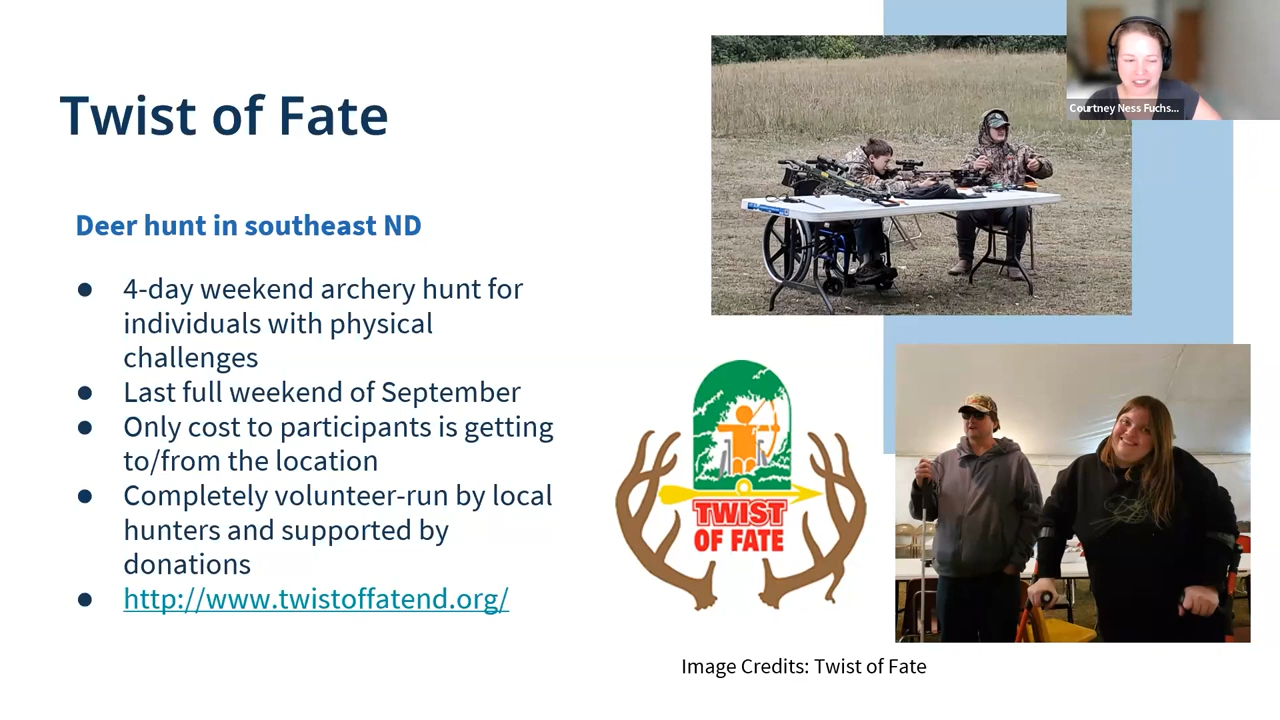 Twist of Fate
Deer hunt in southeast ND
● 4-day weekend archery hunt for
individuals with physical
challenges
● Last full weekend of September
● Only cost to participants is getting
to/from the location
● Completely volunteer-run by local
hunters and supported by
donations
● http://www.twistoffatend.org/
Courtney Ness Fuchs...
TWIST
OF FATE
Image Credits: Twist of Fate